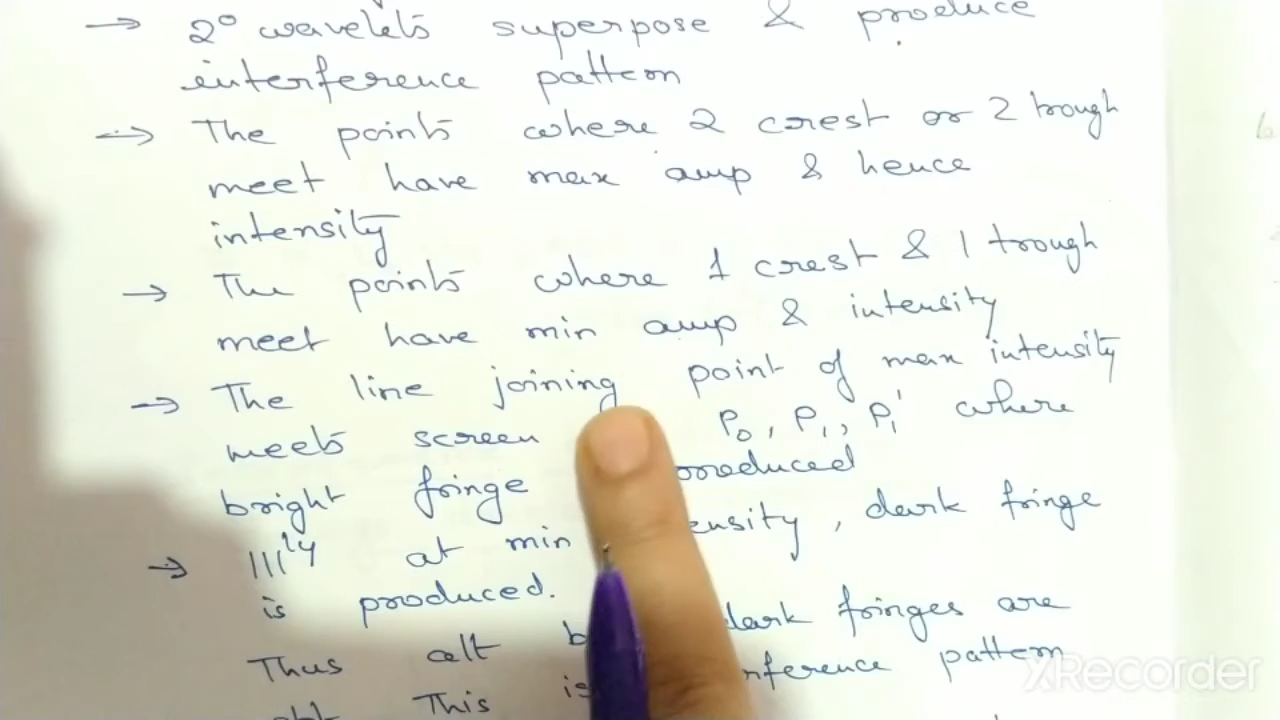 → 2° wavelets superpose & produce
interference pattern
→ The points where 2 crest or 2 trough
meet have max amp & hence
intensity
→ The points where 1 crest & 1 trough
meet have min amp & intensity
→ The line joining point of max intensity
meets screen P₀, P₁, P₁' where
bright fringe produced
→ |||ly at min ensity, dark fringe
is produced.
Thus alt b dark fringes are
This is nference pattern
XRecorder